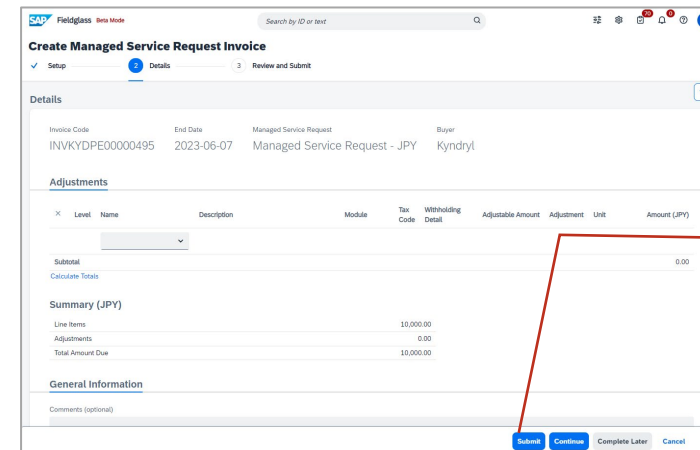 SAP Fieldglass Beta Mode Search by ID or text 70 0
Create Managed Service Request Invoice
Setup 2 Details 3 Review and Submit
Details
Invoice Code End Date Managed Service Request Buyer
INVKYDPE00000495 2023-06-07 Managed Service Request - JPY Kyndryl
Adjustments
× Level Name Description Module Tax Code Withholding Detail Adjustable Amount Adjustment Unit Amount (JPY)
Subtotal 0.00
Calculate Totals
Summary (JPY)
Line Items 10,000.00
Adjustments 0.00
Total Amount Due 10,000.00
General Information
Comments (optional)
Submit Continue Complete Later Cancel